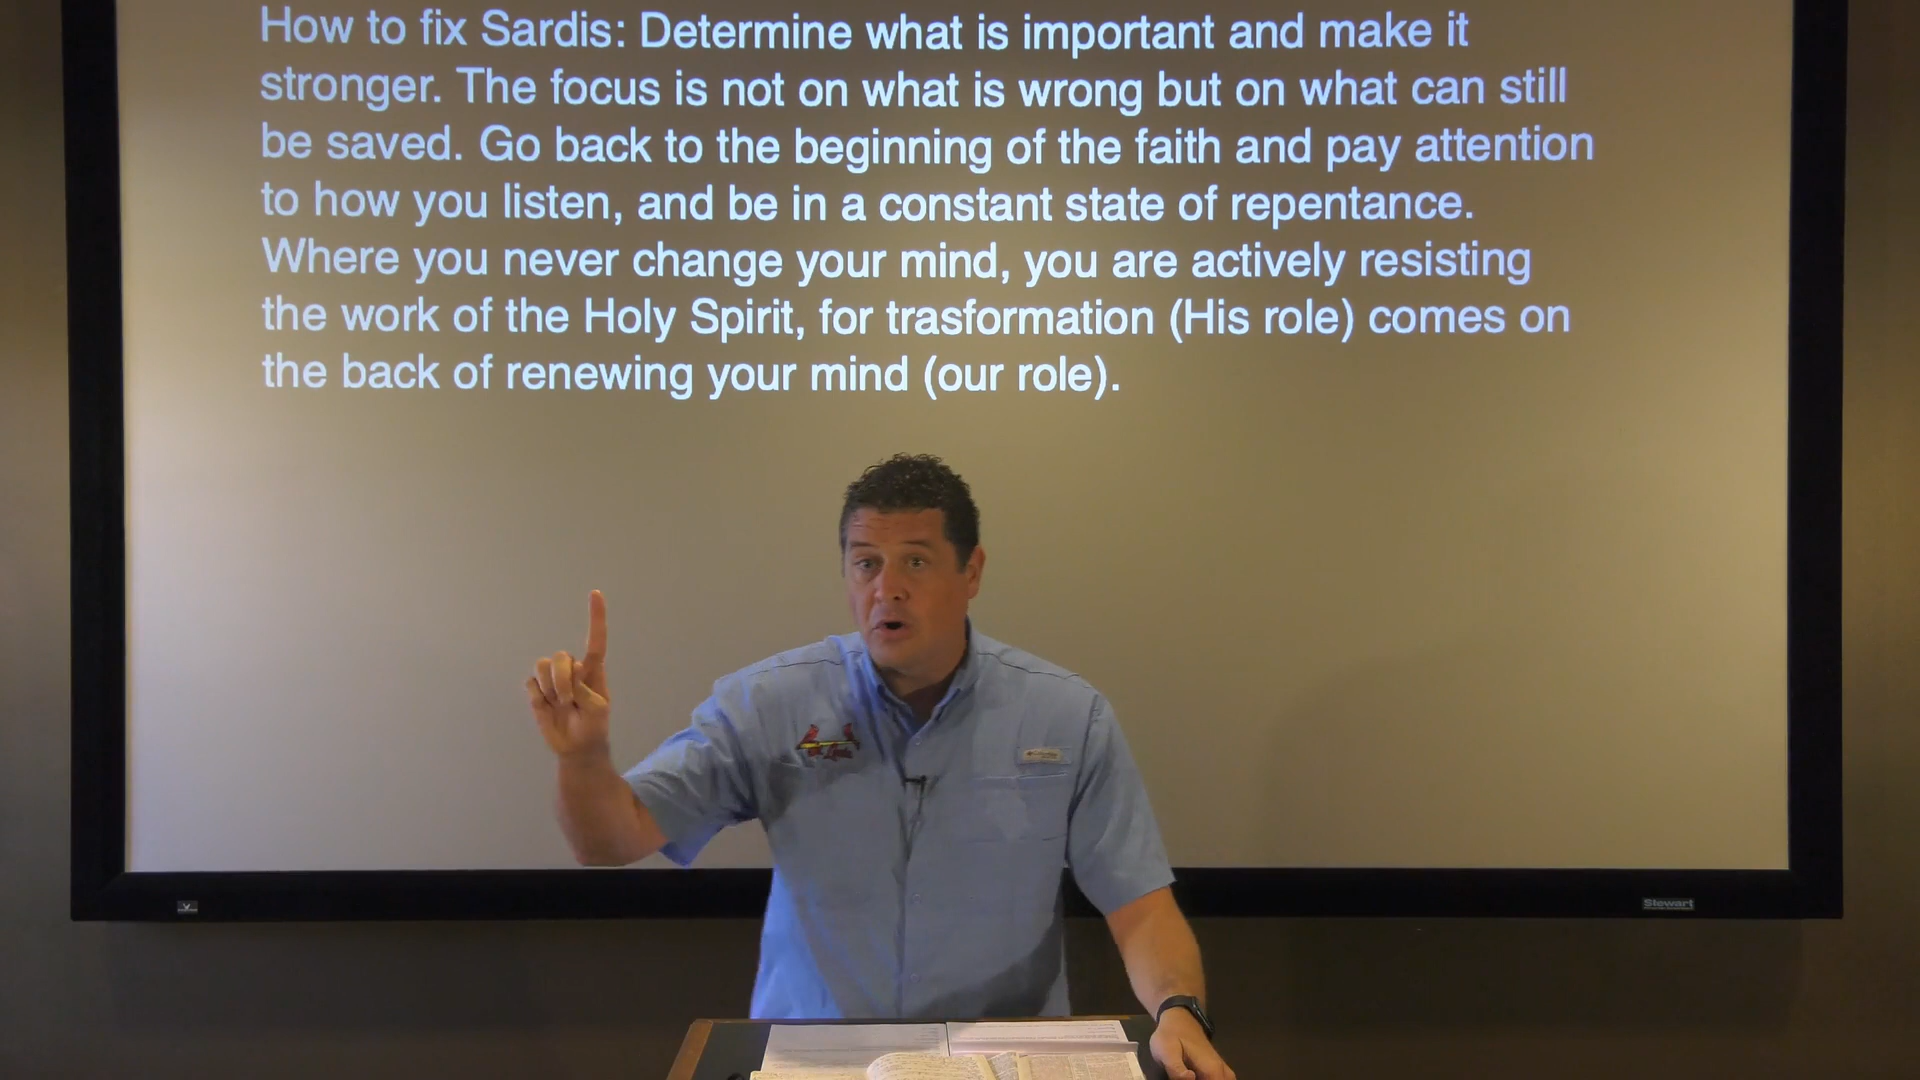 How to fix Sardis: Determine what is important and make it
stronger. The focus is not on what is wrong but on what can still
be saved. Go back to the beginning of the faith and pay attention
to how you listen, and be in a constant state of repentance.
Where you never change your mind, you are actively resisting
the work of the Holy Spirit, for trasformation (His role) comes on
the back of renewing your mind (our role).
St. Louis
Columbia
Stewart